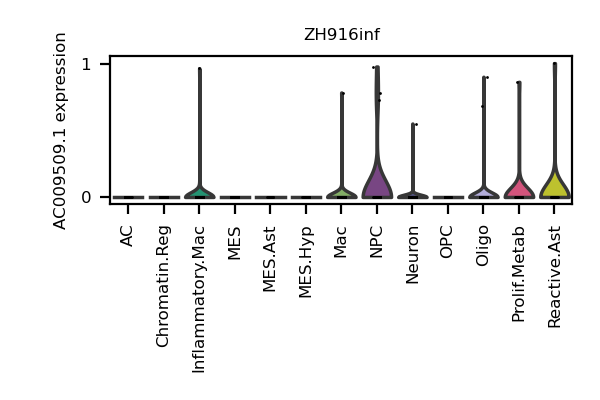 ZH916inf
AC009509.1 expression
1
0
AC
Chromatin.Reg
Inflammatory.Mac
MES
MES.Ast
MES.Hyp
Mac
NPC
Neuron
OPC
Oligo
Prolif.Metab
Reactive.Ast